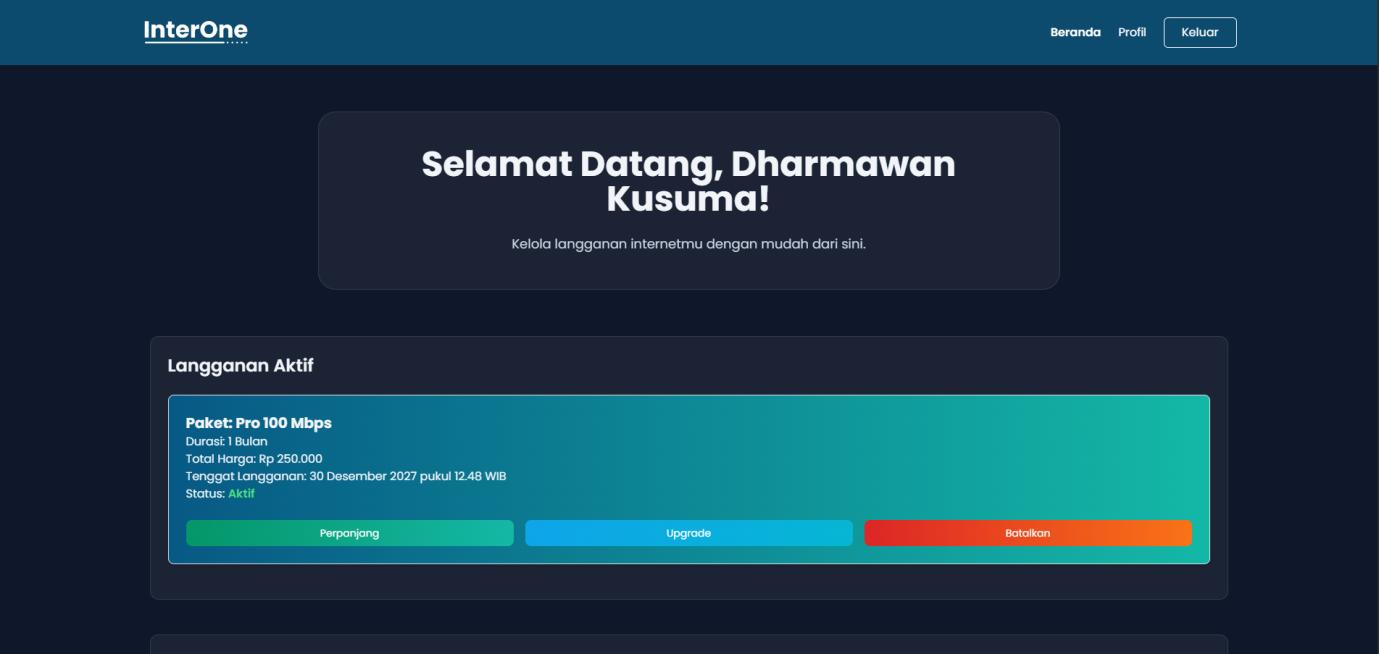 InterOne
Beranda Profil Keluar
Selamat Datang, Dharmawan
Kusuma!
Kelola langganan internetmu dengan mudah dari sini.
Langganan Aktif
Paket: Pro 100 Mbps
Durasi: 1 Bulan
Total Harga: Rp 250.000
Tenggat Langganan: 30 Desember 2027 pukul 12.48 WIB
Status: Aktif
Perpanjang Upgrade Batalkan